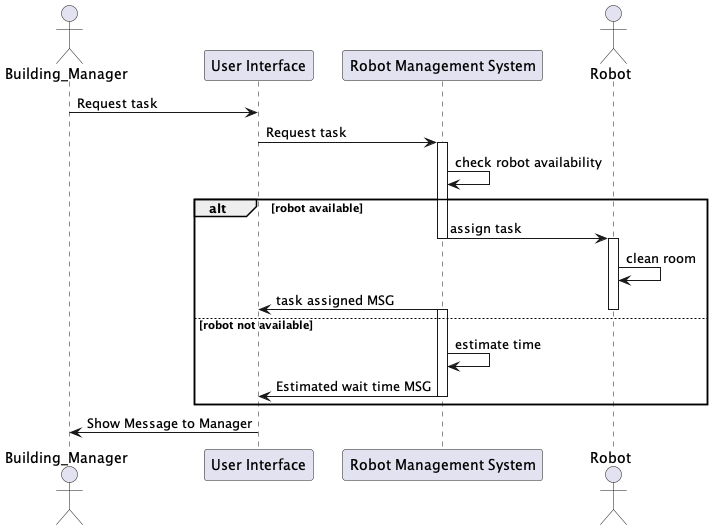 Building_Manager
User Interface
Robot Management System
Robot
Request task
Request task
check robot availability
alt
[robot available]
assign task
clean room
task assigned MSG
[robot not available]
estimate time
Estimated wait time MSG
Show Message to Manager
Building_Manager
User Interface
Robot Management System
Robot